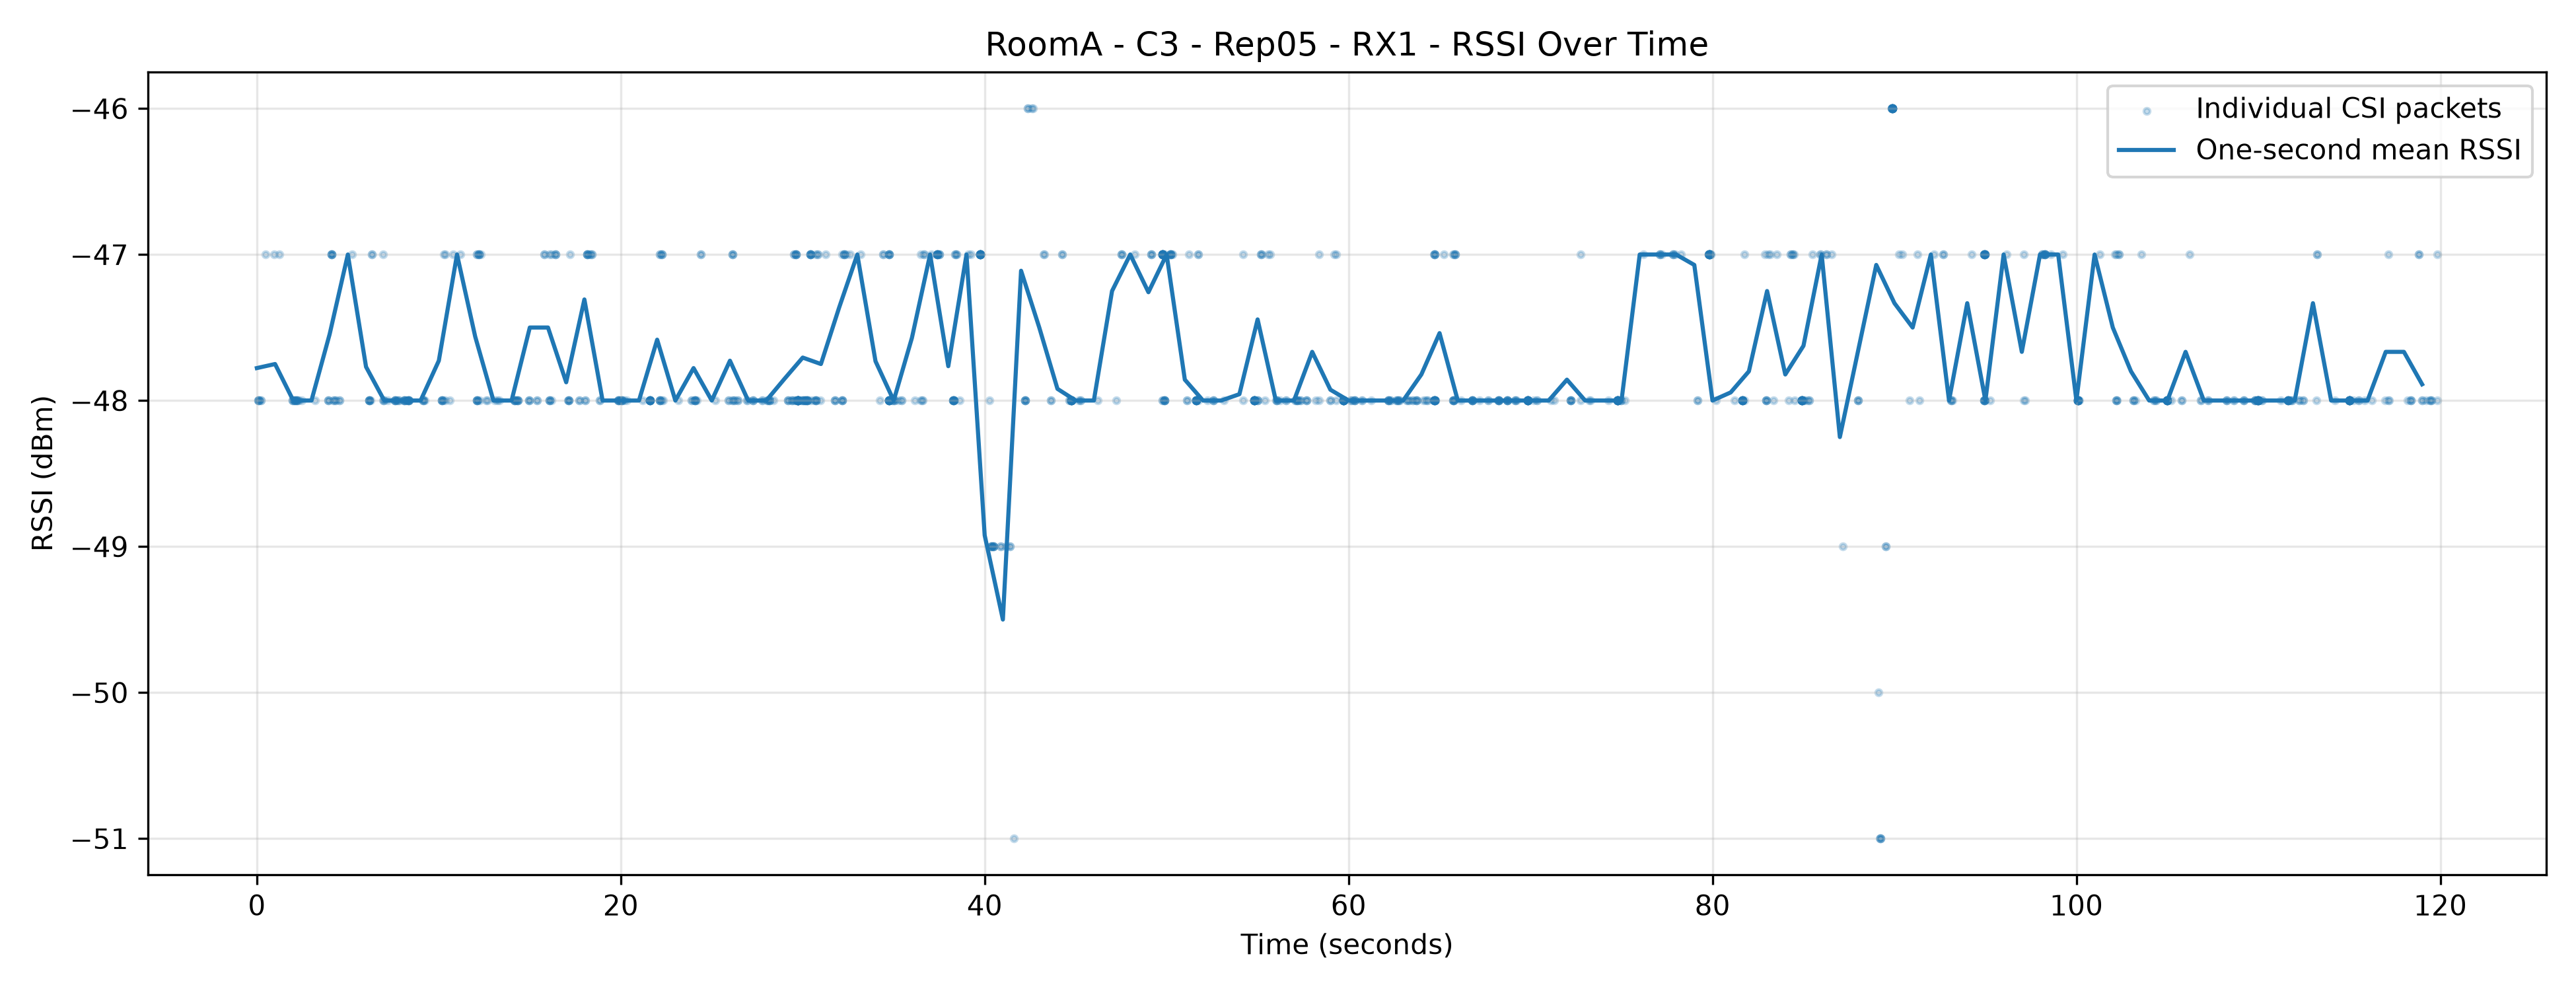 RoomA - C3 - Rep05 - RX1 - RSSI Over Time
Individual CSI packets
One-second mean RSSI
RSSI (dBm)
−46
−47
−48
−49
−50
−51
0 20 40 60 80 100 120
Time (seconds)